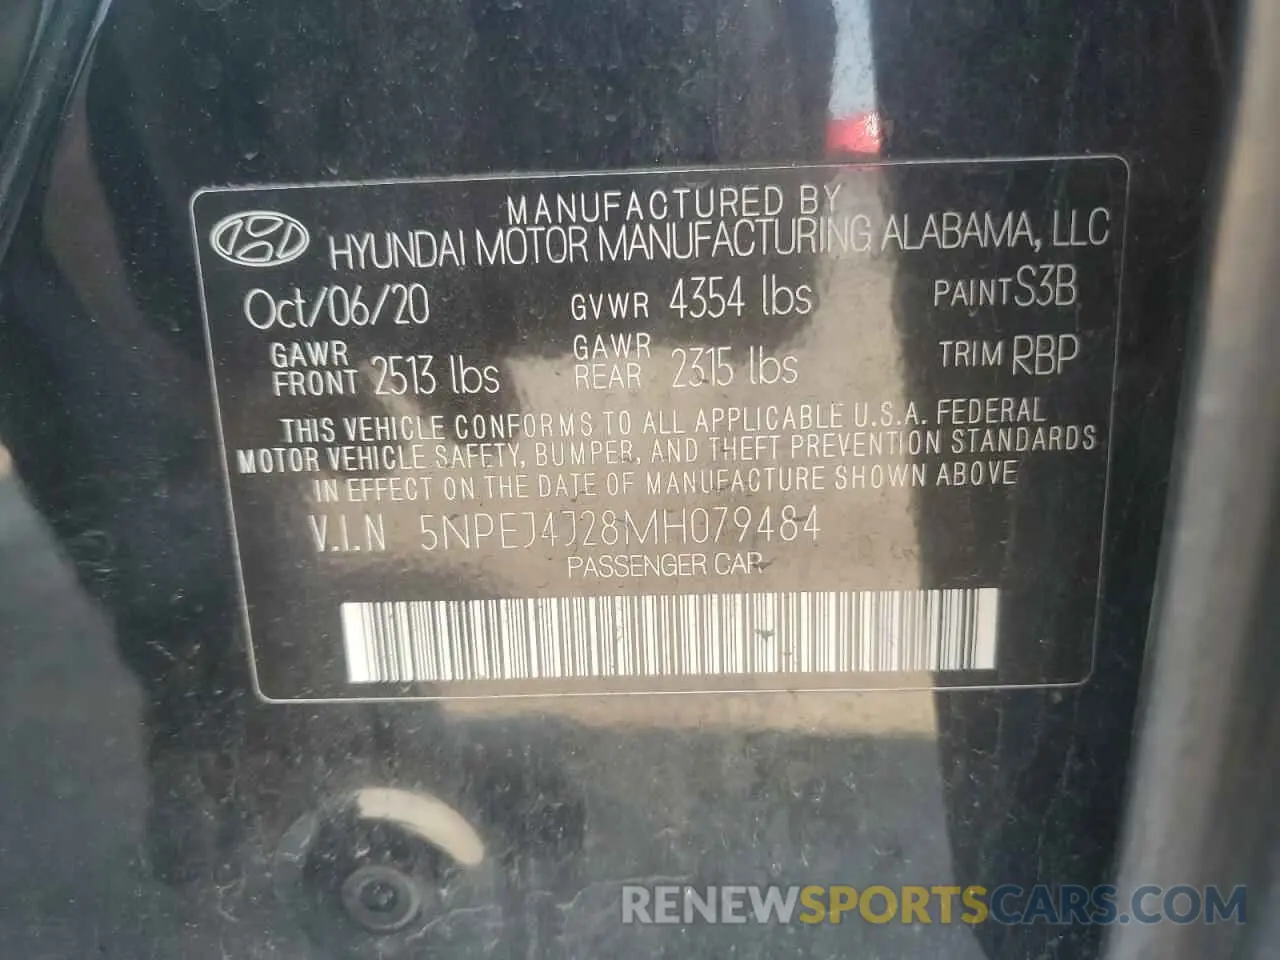 MANUFACTURED BY
HYUNDAI MOTOR MANUFACTURING ALABAMA, LLC
Oct/06/20 GVWR 4354 lbs PAINT S3B
GAWR FRONT 2513 lbs GAWR REAR 2315 lbs TRIM RBP
THIS VEHICLE CONFORMS TO ALL APPLICABLE U.S.A. FEDERAL
MOTOR VEHICLE SAFETY, BUMPER, AND THEFT PREVENTION STANDARDS
IN EFFECT ON THE DATE OF MANUFACTURE SHOWN ABOVE
V.I.N 5NPEJ4J28MH079484
PASSENGER CAR
RENEWSPORTSCARS.COM